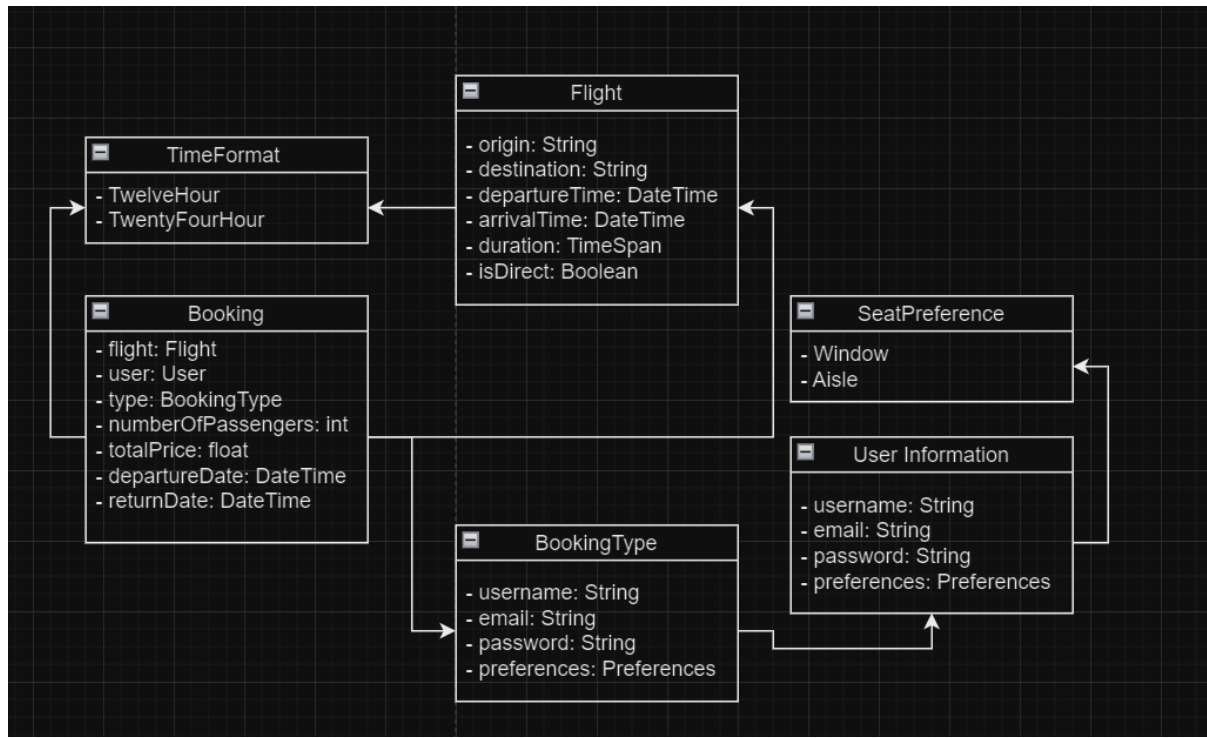 Flight
- origin: String
- destination: String
- departureTime: DateTime
- arrivalTime: DateTime
- duration: TimeSpan
- isDirect: Boolean
TimeFormat
- TwelveHour
- TwentyFourHour
Booking
- flight: Flight
- user: User
- type: BookingType
- numberOfPassengers: int
- totalPrice: float
- departureDate: DateTime
- returnDate: DateTime
SeatPreference
- Window
- Aisle
User Information
- username: String
- email: String
- password: String
- preferences: Preferences
BookingType
- username: String
- email: String
- password: String
- preferences: Preferences